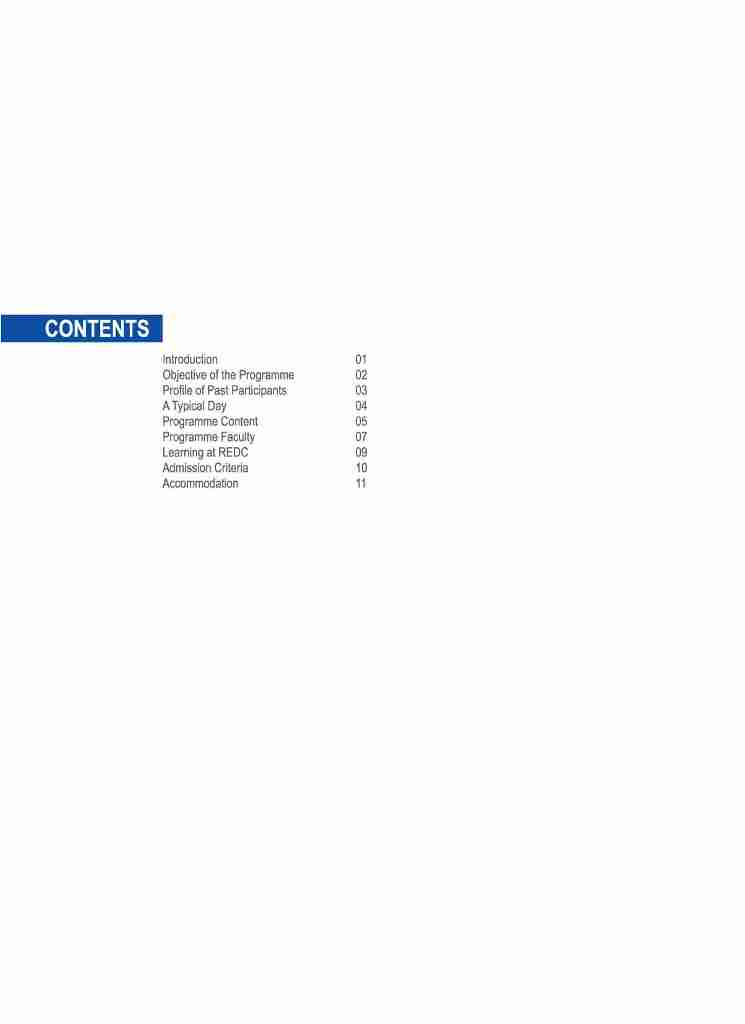 CONTENTS
Introduction 01
Objective of the Programme 02
Profile of Past Participants 03
A Typical Day 04
Programme Content 05
Programme Faculty 07
Learning at REDC 09
Admission Criteria 10
Accommodation 11